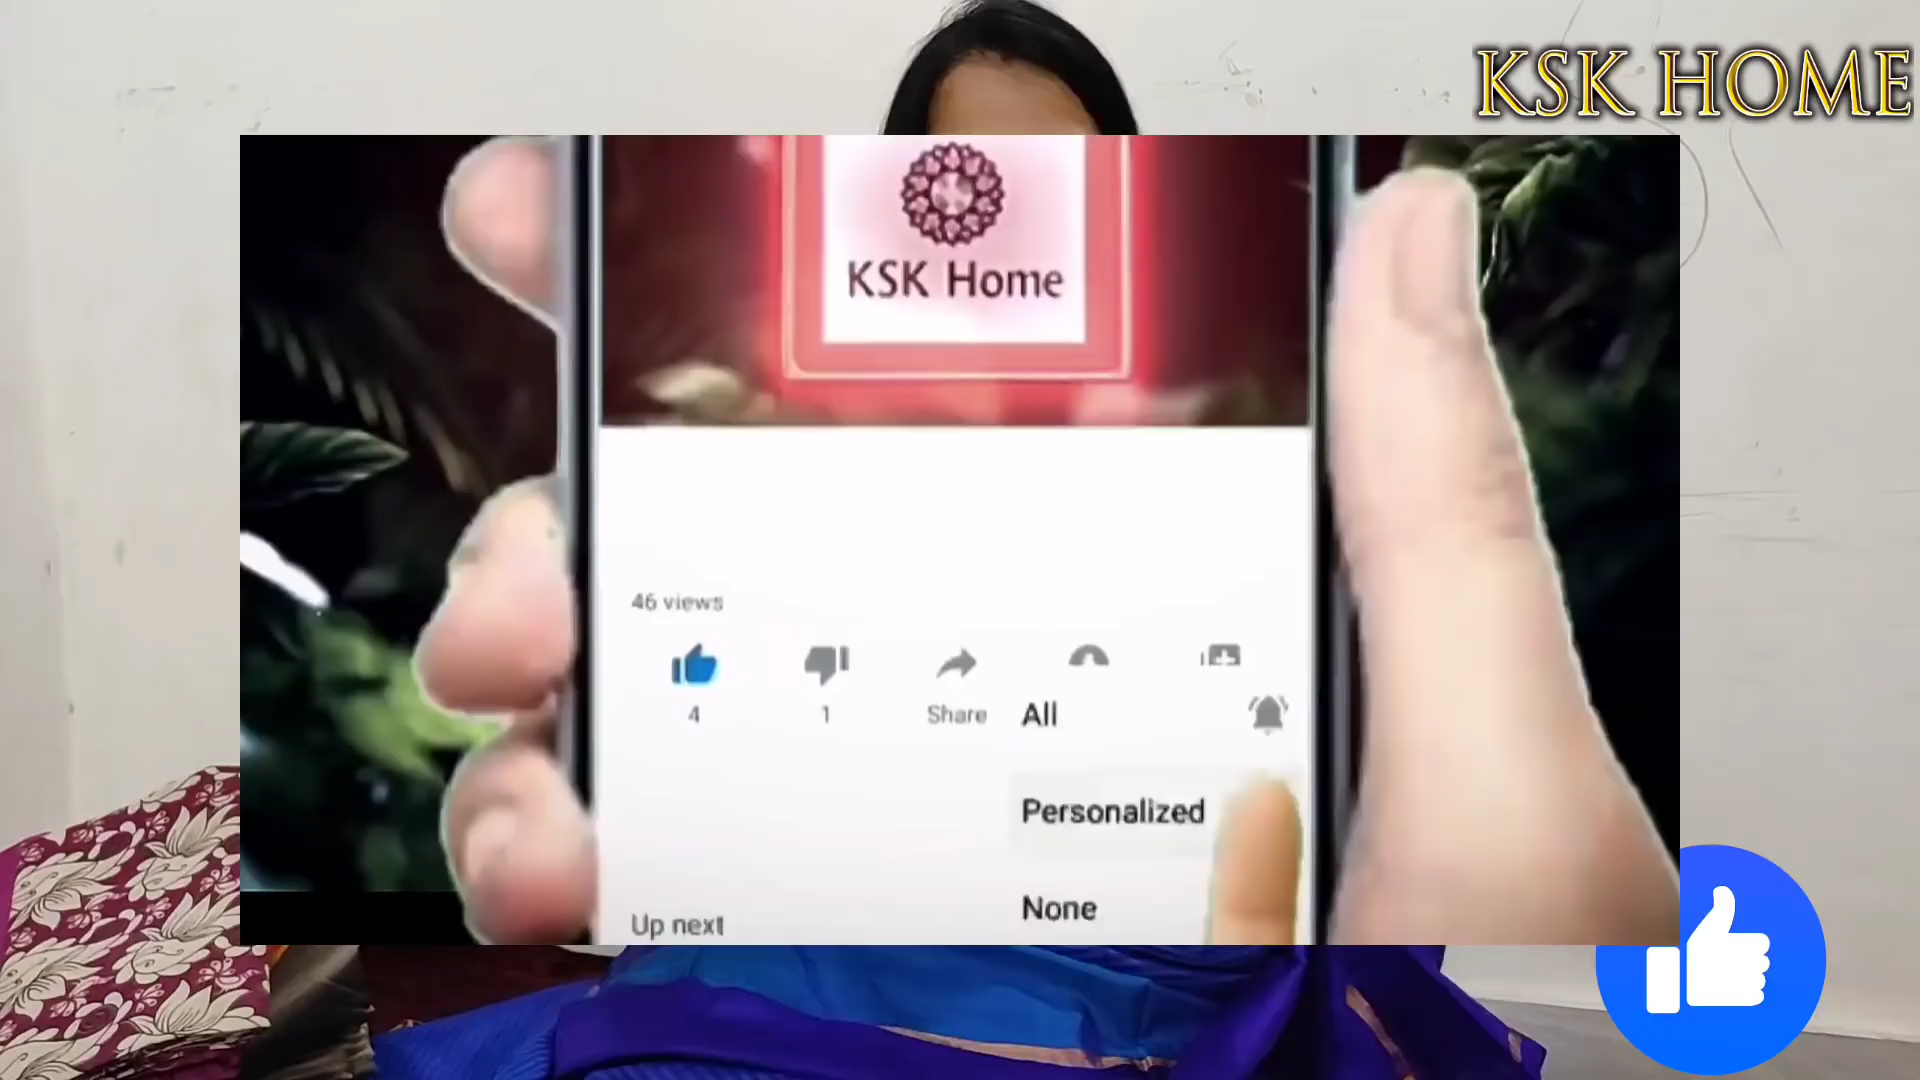 KSK HOME
KSK Home
46 views
4
1
Share
All
Personalized
None
Up next